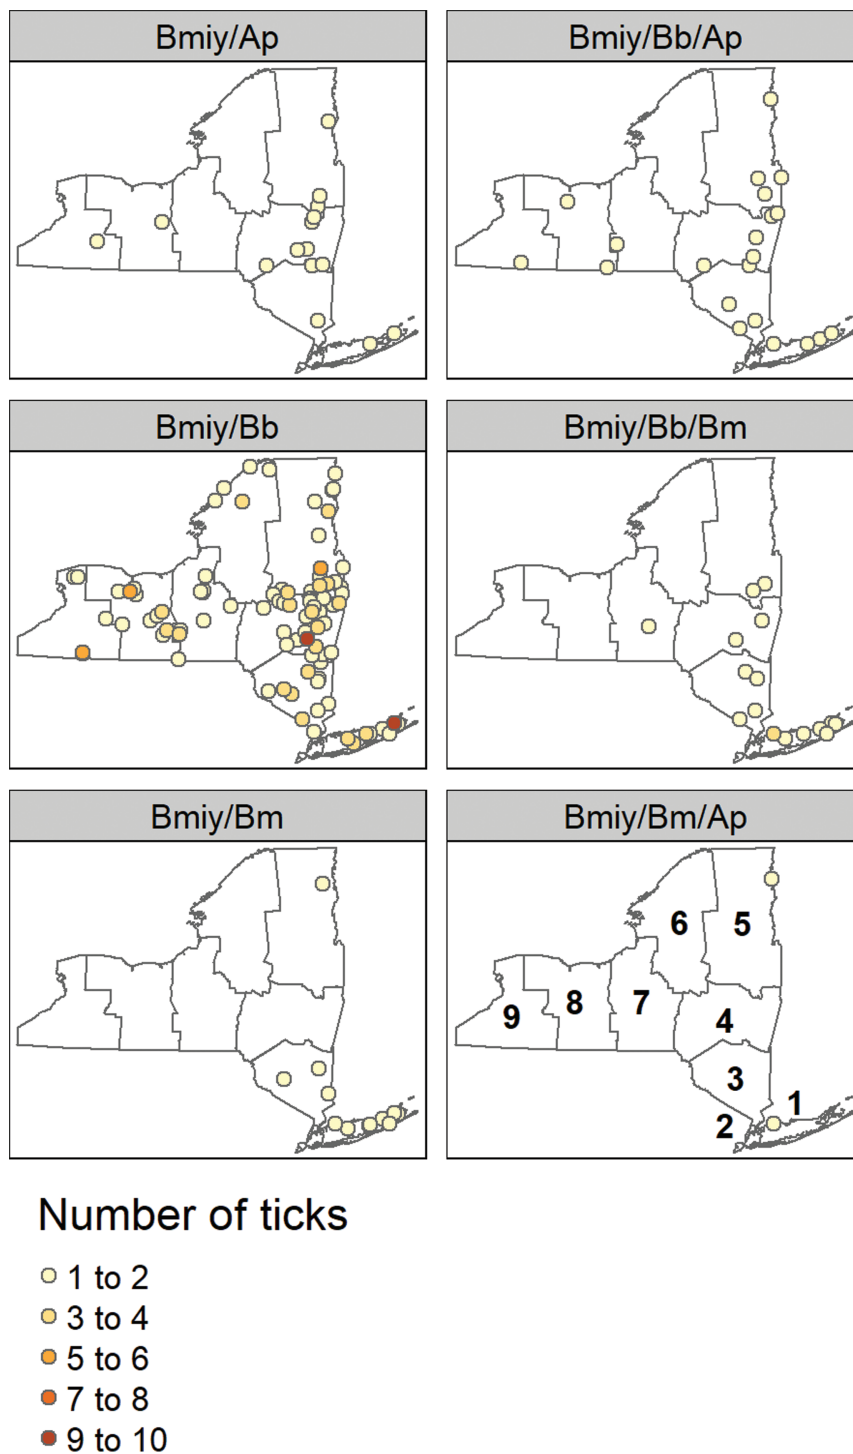 Bmiy/Ap
Bmiy/Bb/Ap
Bmiy/Bb
Bmiy/Bb/Bm
Bmiy/Bm
Bmiy/Bm/Ap
6
5
9
8
7
4
3
1
2
Number of ticks
1 to 2
3 to 4
5 to 6
7 to 8
9 to 10